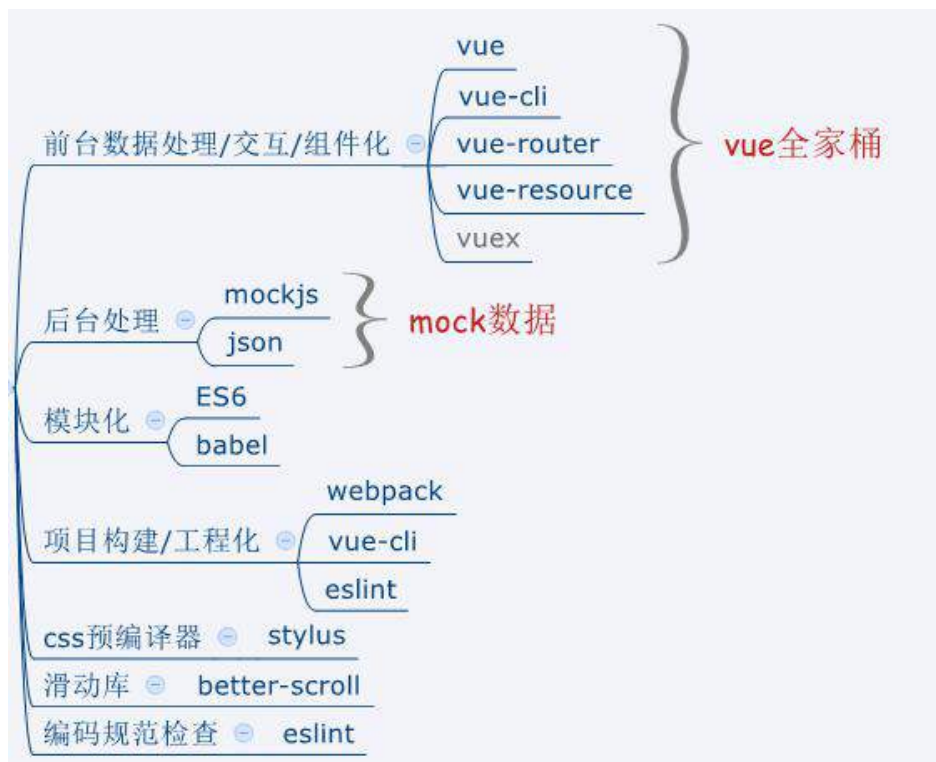 vue
vue-cli
前台数据处理/交互/组件化
vue-router
vue全家桶
vue-resource
vuex
mockjs
后台处理
mock数据
json
ES6
模块化
babel
webpack
项目构建/工程化
vue-cli
eslint
css预编译器
stylus
滑动库
better-scroll
编码规范检查
eslint